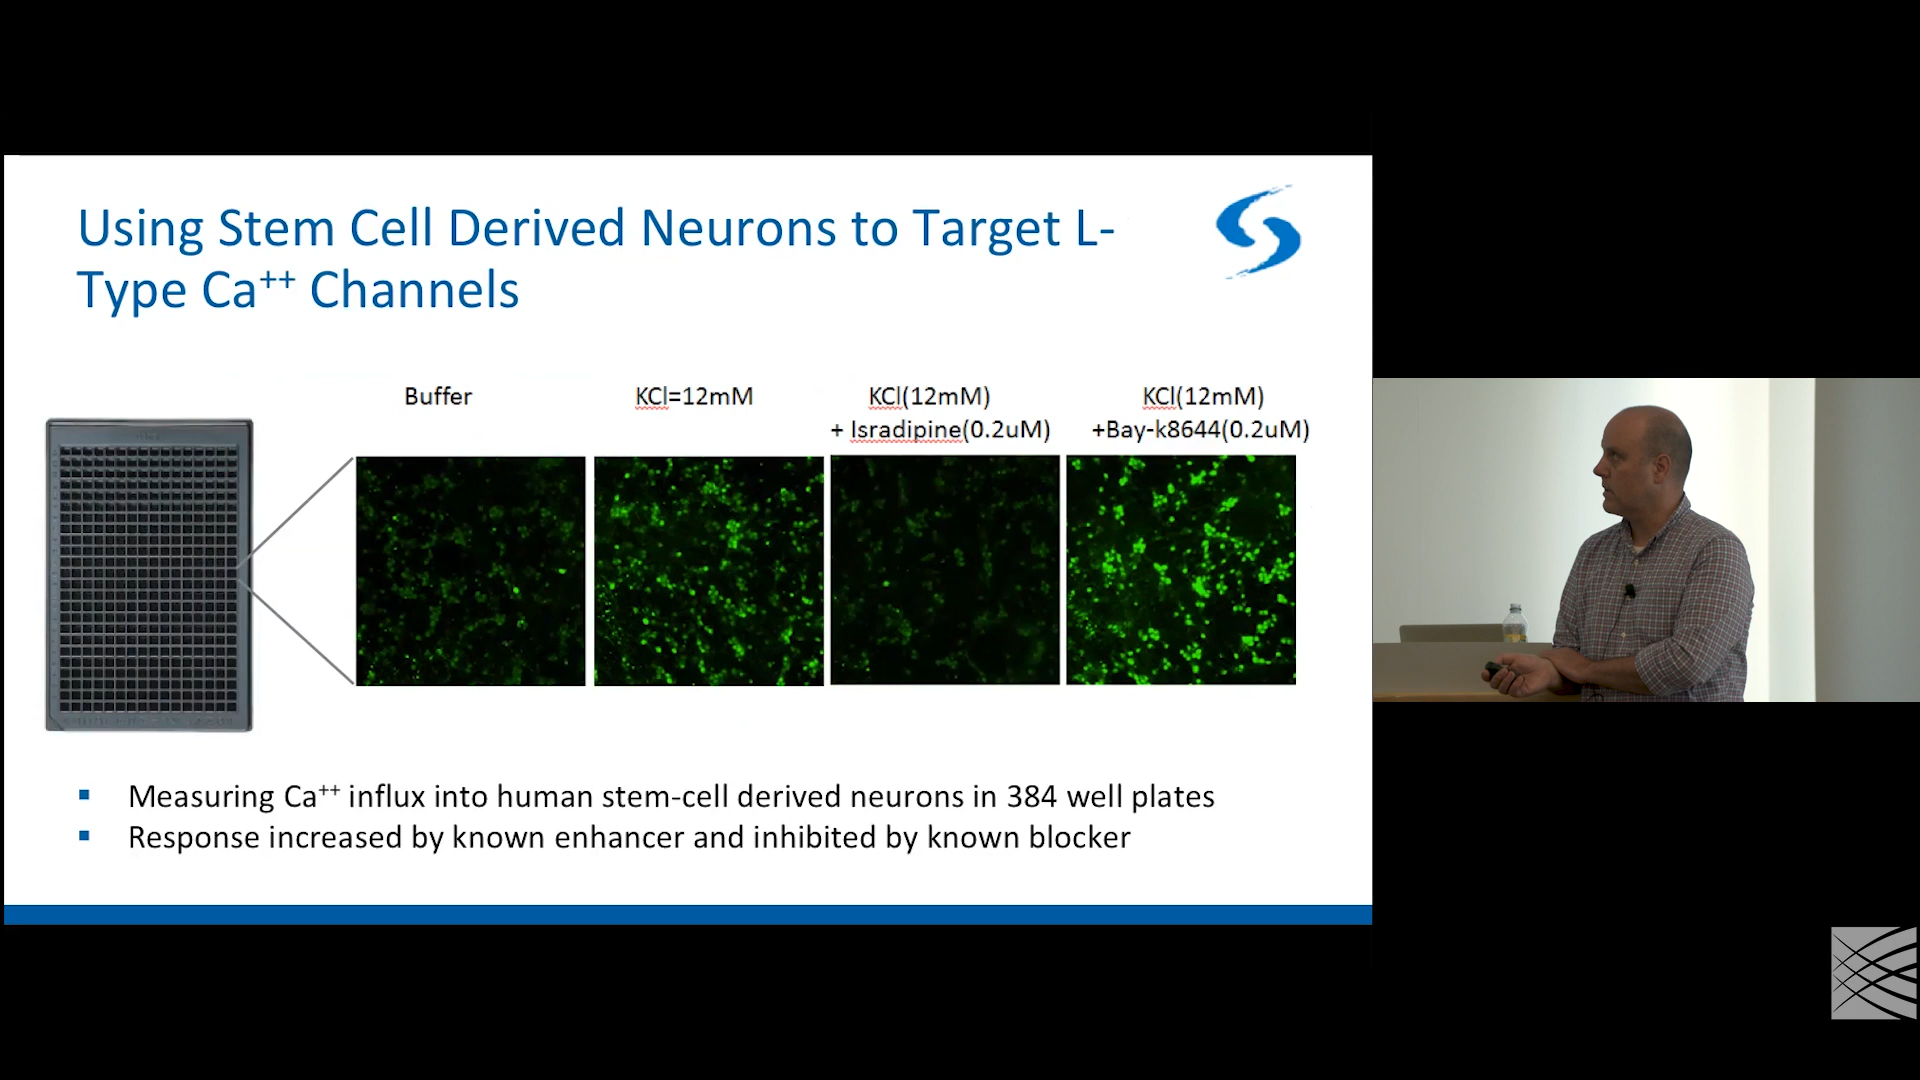 Using Stem Cell Derived Neurons to Target L-
Type Ca⁺⁺ Channels
Buffer
KCl=12mM
KCl(12mM)
+ Isradipine(0.2uM)
KCl(12mM)
+Bay-k8644(0.2uM)
Measuring Ca⁺⁺ influx into human stem-cell derived neurons in 384 well plates
Response increased by known enhancer and inhibited by known blocker